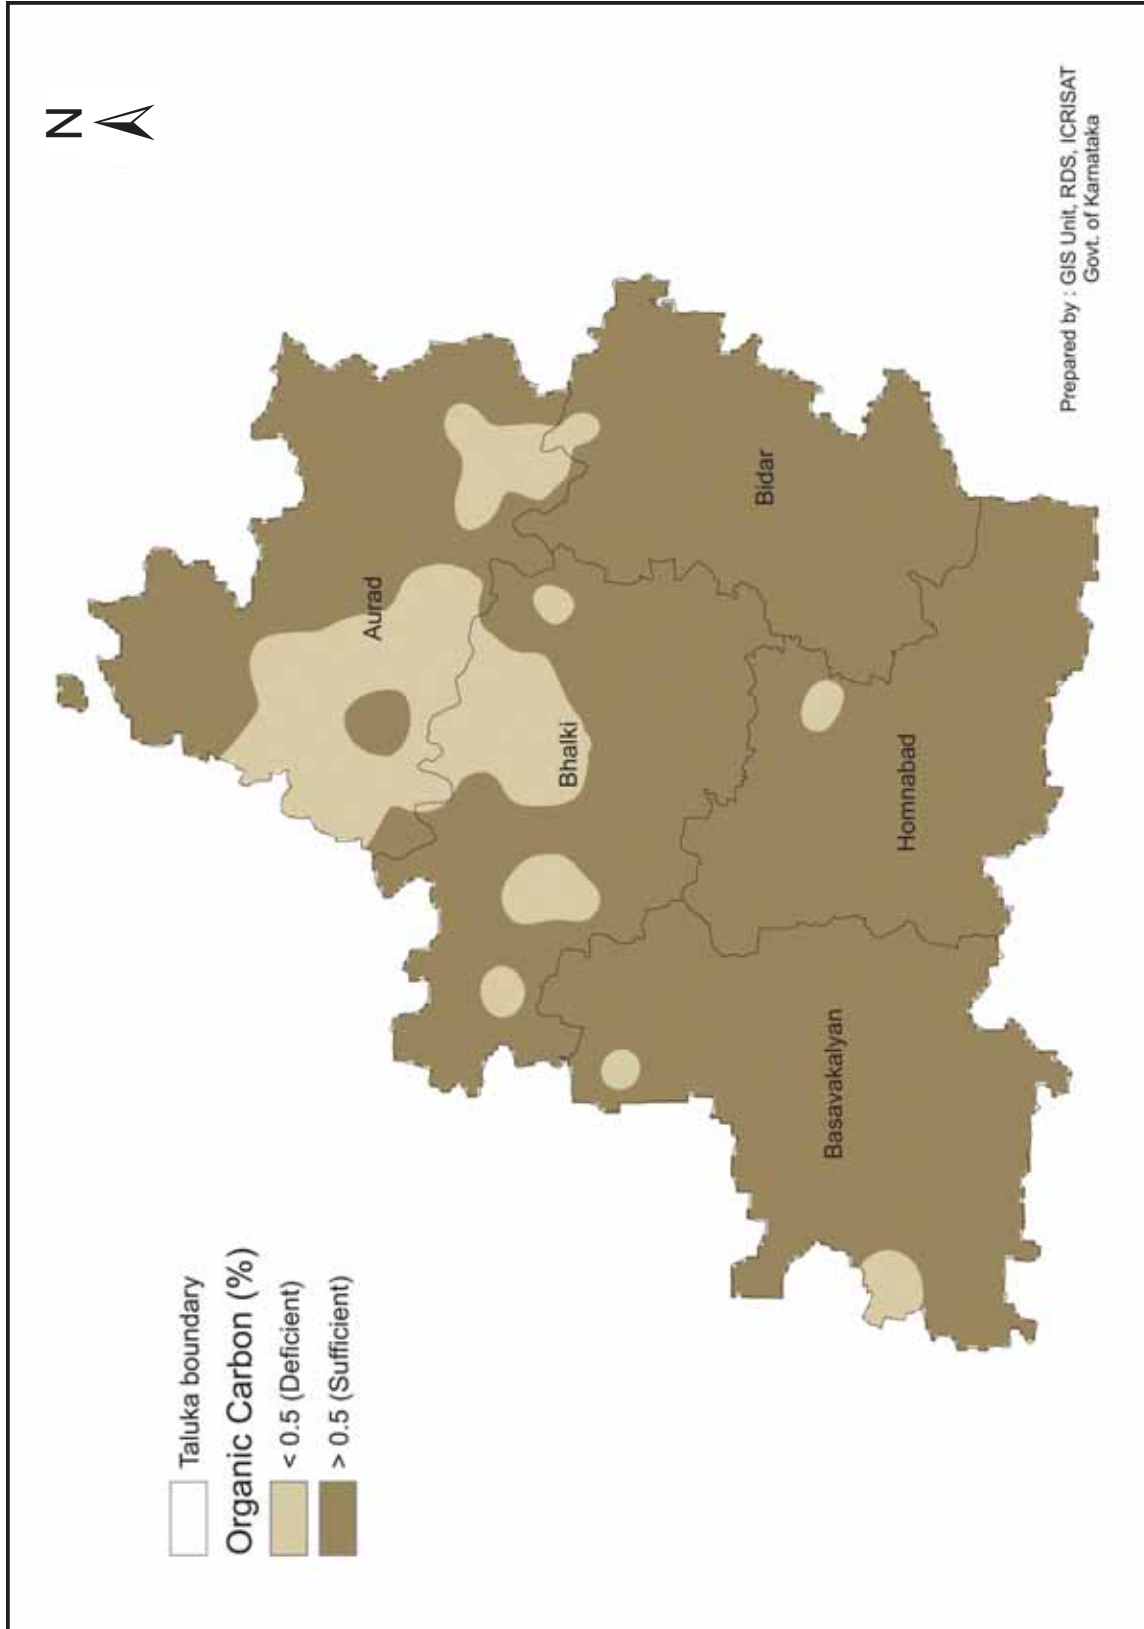 N
Taluka boundary
Organic Carbon (%)
< 0.5 (Deficient)
> 0.5 (Sufficient)
Aurad
Bhalki
Bidar
Homnabad
Basavakalyan
Prepared by : GIS Unit, RDS, ICRISAT
Govt. of Karnataka